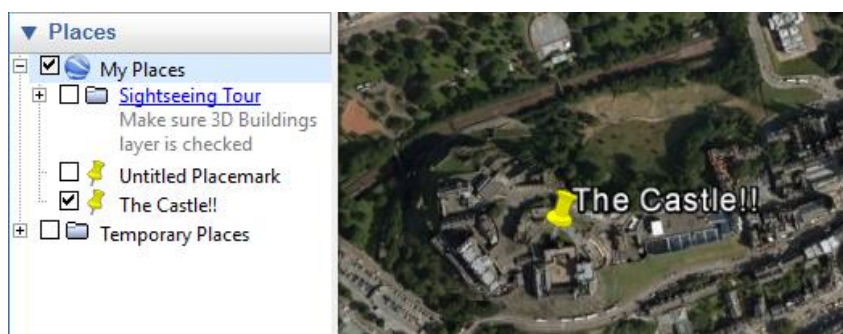 Places
My Places
Sightseeing Tour
Make sure 3D Buildings
layer is checked
Untitled Placemark
The Castle!!
Temporary Places
The Castle!!